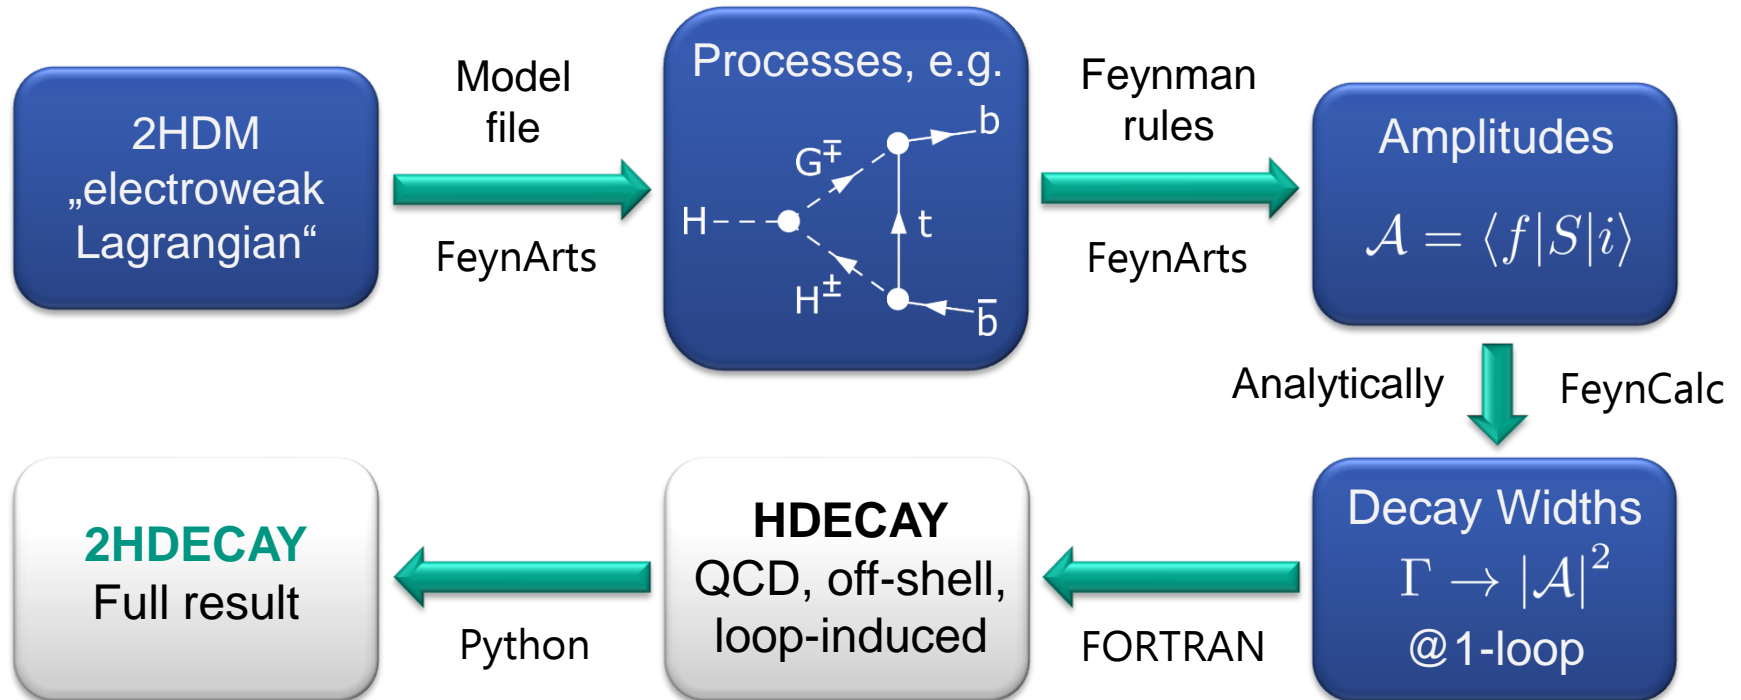 2HDM
„electroweak
Lagrangian“
Model
file
FeynArts
Processes, e.g.
b
G∓
H
t
H±
b̄
Feynman
rules
FeynArts
Amplitudes
𝒜 = ⟨f|S|i⟩
Analytically
FeynCalc
Decay Widths
Γ → |𝒜|²
@1-loop
FORTRAN
HDECAY
QCD, off-shell,
loop-induced
Python
2HDECAY
Full result